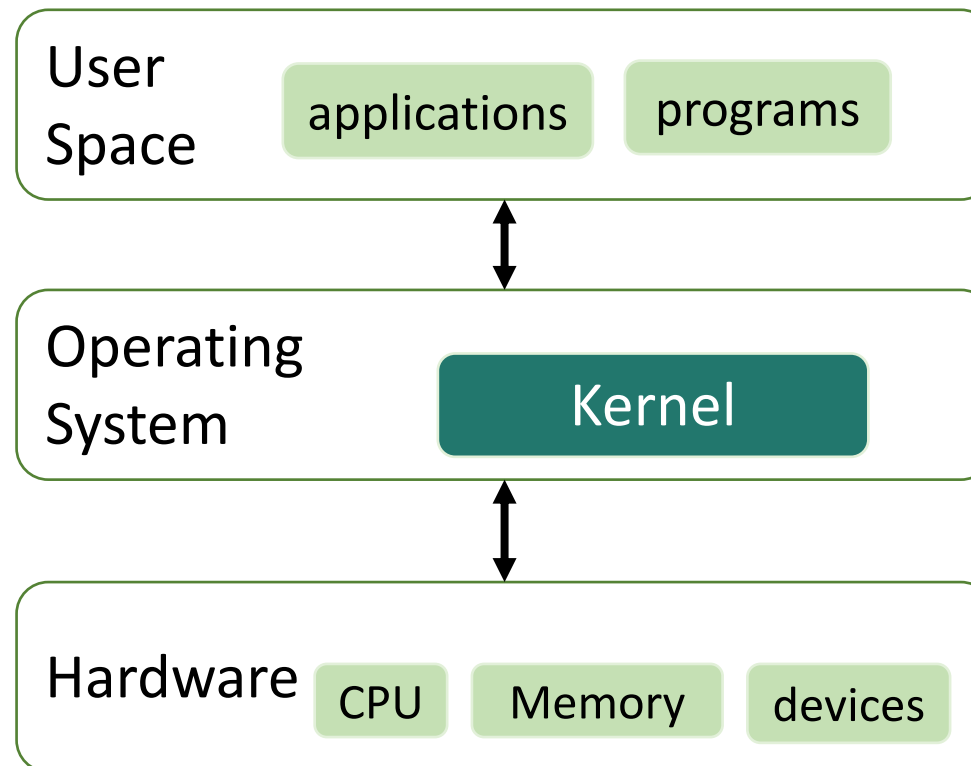 User
Space
applications
programs
Operating
System
Kernel
Hardware
CPU
Memory
devices